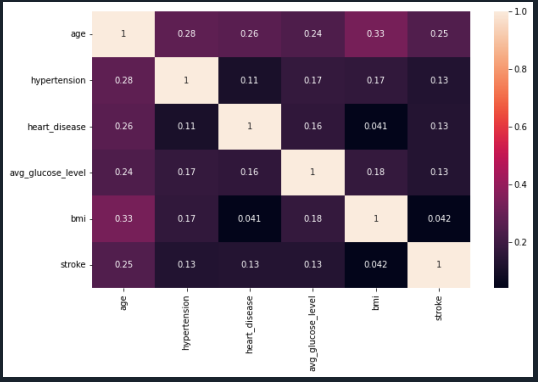 age 1 0.28 0.26 0.24 0.33 0.25
hypertension 0.28 1 0.11 0.17 0.17 0.13
heart_disease 0.26 0.11 1 0.16 0.041 0.13
avg_glucose_level 0.24 0.17 0.16 1 0.18 0.13
bmi 0.33 0.17 0.041 0.18 1 0.042
stroke 0.25 0.13 0.13 0.13 0.042 1
age
hypertension
heart_disease
avg_glucose_level
bmi
stroke
1.0
0.8
0.6
0.4
0.2